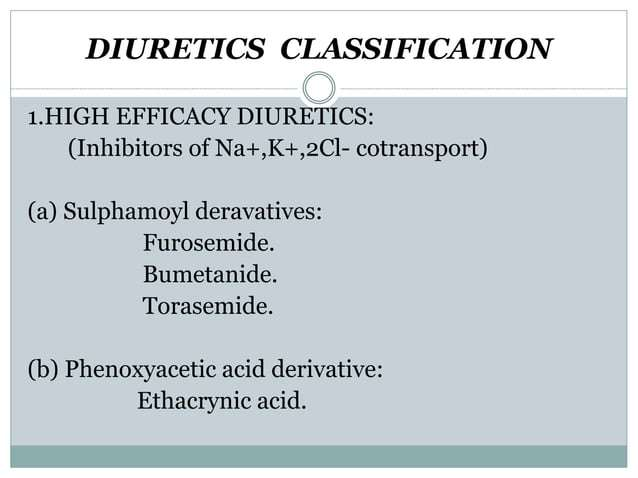 DIURETICS CLASSIFICATION
1.HIGH EFFICACY DIURETICS:
(Inhibitors of Na+,K+,2Cl- cotransport)
(a) Sulphamoyl deravatives:
Furosemide.
Bumetanide.
Torasemide.
(b) Phenoxyacetic acid derivative:
Ethacrynic acid.